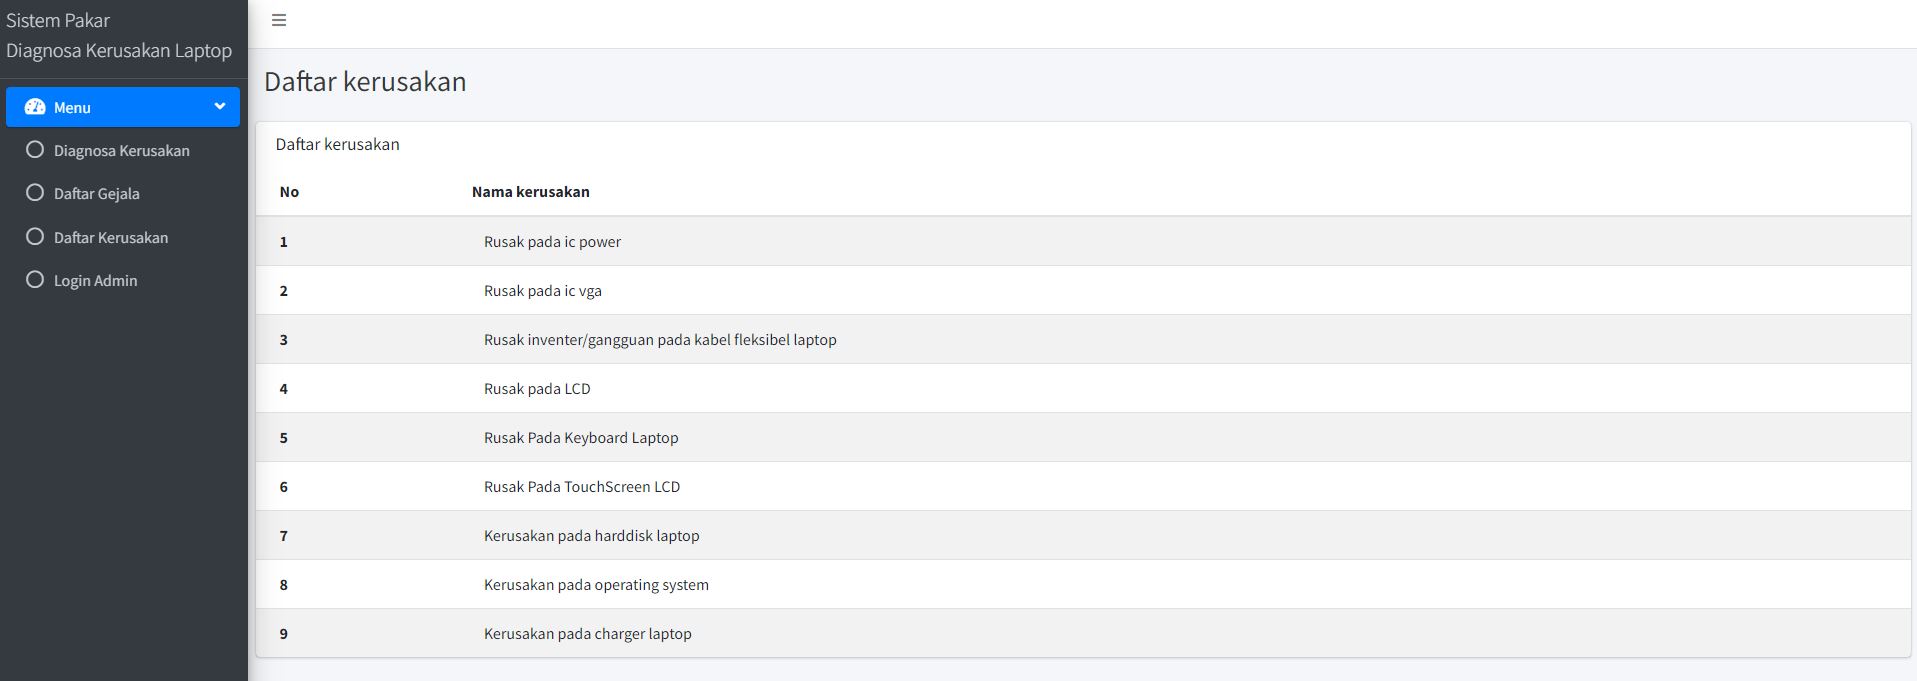 Sistem Pakar
Diagnosa Kerusakan Laptop
Menu
Diagnosa Kerusakan
Daftar Gejala
Daftar Kerusakan
Login Admin
Daftar kerusakan
Daftar kerusakan
No Nama kerusakan
1 Rusak pada ic power
2 Rusak pada ic vga
3 Rusak inventer/gangguan pada kabel fleksibel laptop
4 Rusak pada LCD
5 Rusak Pada Keyboard Laptop
6 Rusak Pada TouchScreen LCD
7 Kerusakan pada harddisk laptop
8 Kerusakan pada operating system
9 Kerusakan pada charger laptop